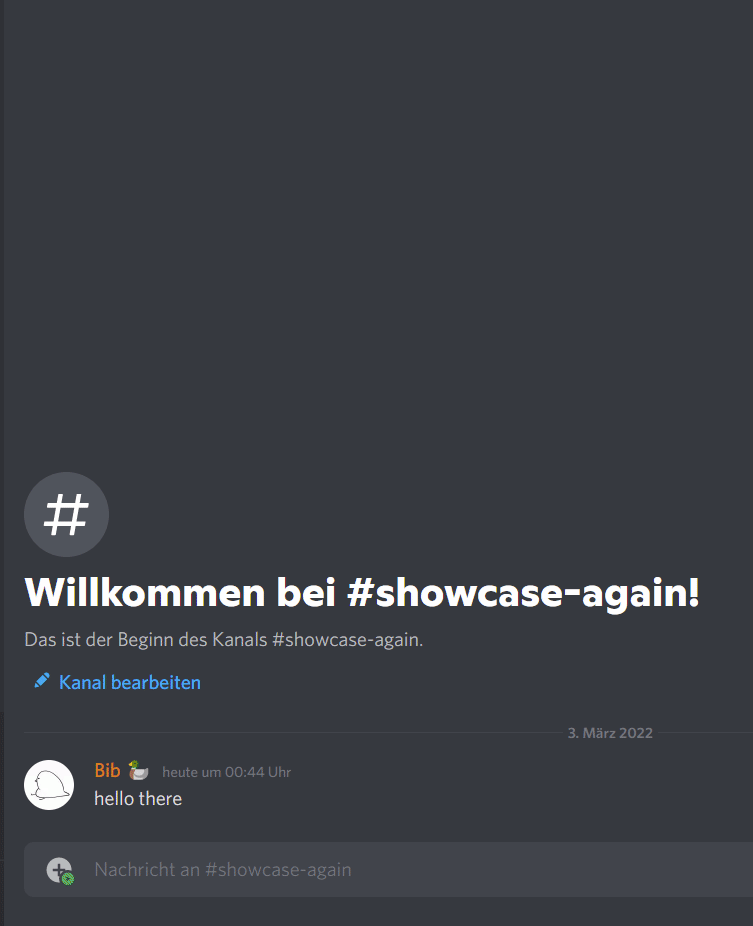 Willkommen bei #showcase-again!
Das ist der Beginn des Kanals #showcase-again.
Kanal bearbeiten
3. März 2022
Bib heute um 00:44 Uhr
hello there
Nachricht an #showcase-again